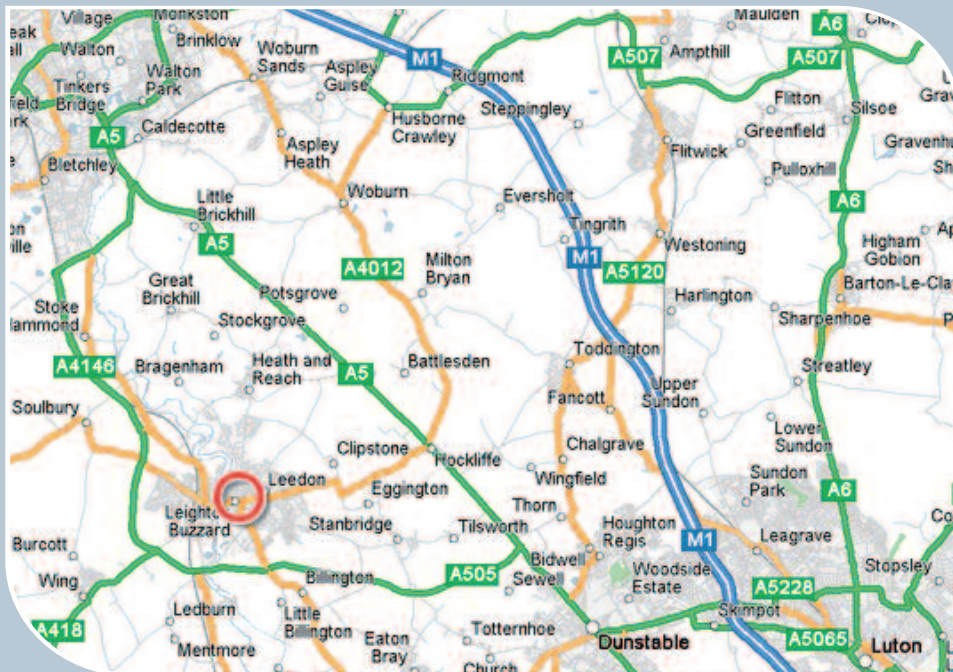 Village
Monkston
Brinklow
Walton
Tinkers
Bridge
Walton
Park
Woburn
Sands
Aspley
Guise
M1
Ridgmont
Steppingley
Husborne
Crawley
A507
Ampthill
Maulden
A6
A507
Flitton
Silsoe
Greenfield
Flitwick
Pulloxhill
A5
Caldecotte
Bletchley
Aspley
Heath
Woburn
Eversholt
Tingrith
Westoning
A6
Higham
Gobion
Barton-Le-Cla
Little
Brickhill
A5
A4012
Milton
Bryan
M1
A5120
Harlington
Sharpenhoe
Great
Brickhill
Potsgrove
Stockgrove
Stoke
Hammond
A4146
Bragenham
Heath and
Reach
A5
Battlesden
Toddington
Fancott
Upper
Sundon
Streatley
Lower
Sundon
Soulbury
Clipstone
Hockliffe
Chalgrave
Wingfield
Sundon
Park
A6
Leedon
Leighton
Buzzard
Eggington
Stanbridge
Tilsworth
Thorn
Houghton
Regis
M1
Leagrave
Burcott
Wing
Billington
A505
Sewell
Bidwell
Woodside
Estate
A5228
Stopsley
A418
Ledburn
Mentmore
Little
Billington
Eaton
Bray
Totternhoe
Church
Dunstable
Skimpot
A5065
Luton